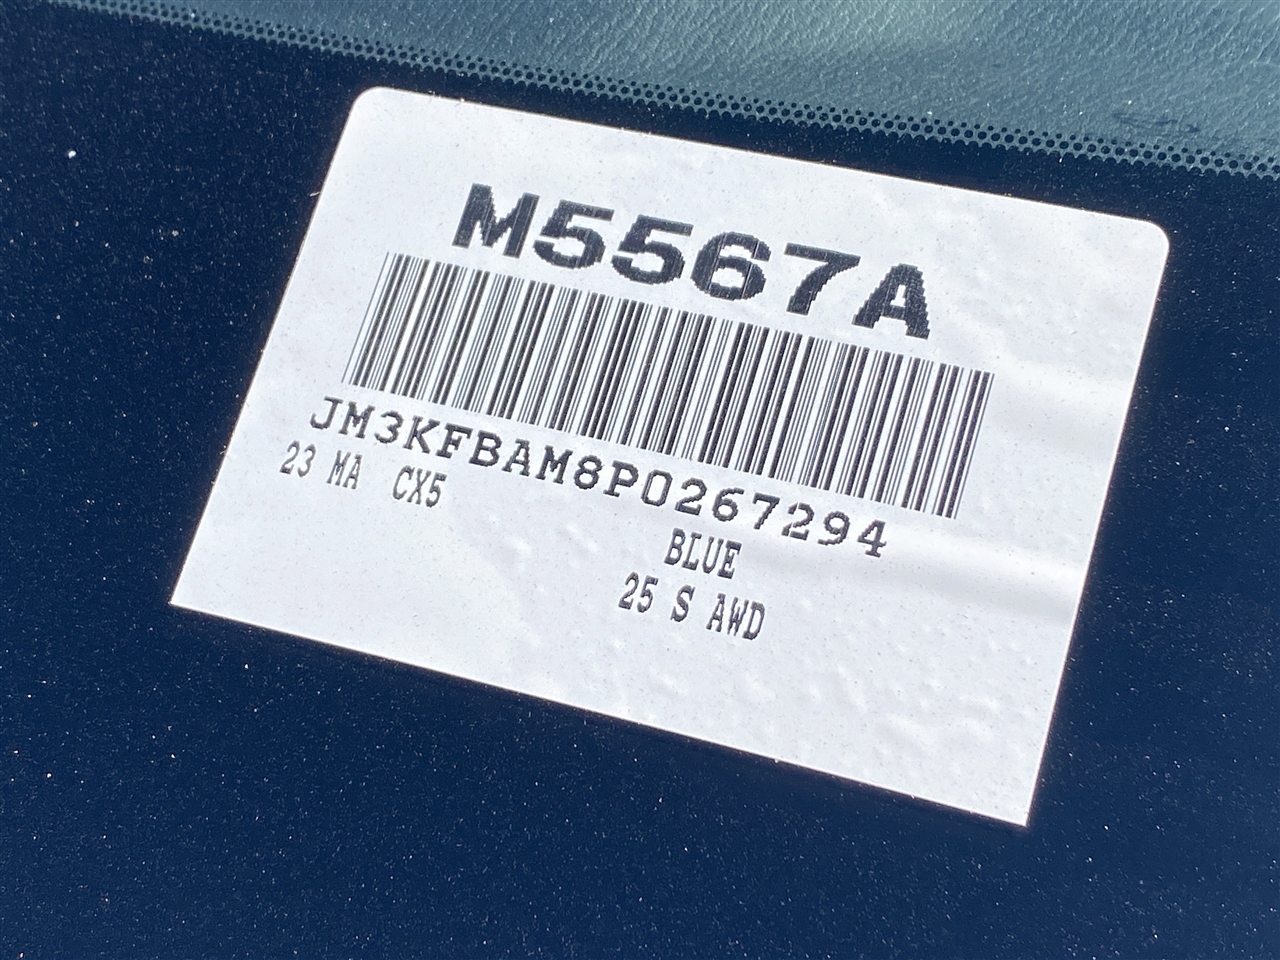 M5567A
JM3KFBAM8P0267294
23 MA CX5
BLUE
25 S AWD